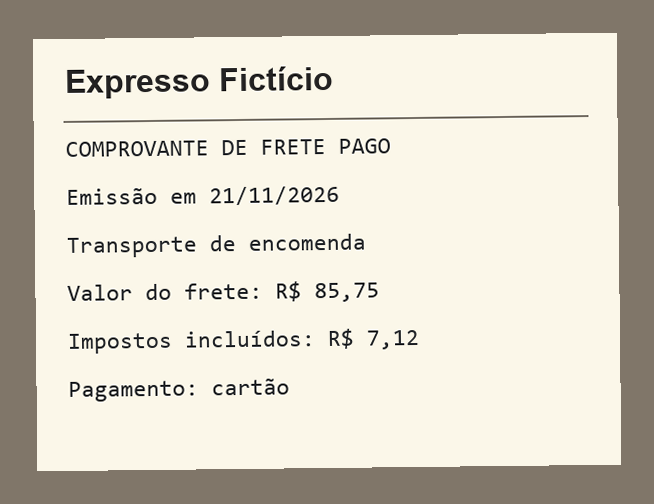 Expresso Fictício
COMPROVANTE DE FRETE PAGO
Emissão em 21/11/2026
Transporte de encomenda
Valor do frete: R$ 85,75
Impostos incluídos: R$ 7,12
Pagamento: cartão